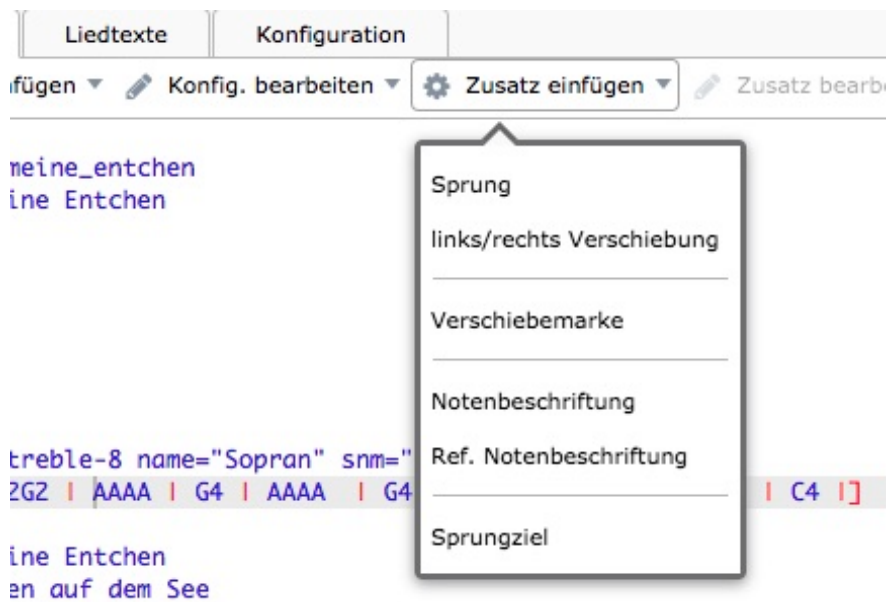 Liedtexte Konfiguration
nfügen Konfig. bearbeiten Zusatz einfügen Zusatz bearbe
meine_entchen
ine Entchen
Sprung
links/rechts Verschiebung
Verschiebemarke
Notenbeschriftung
treble-8 name="Sopran" snm=" Ref. Notenbeschriftung
2G2 | AAAA | G4 | AAAA | G4 | C4 |]
Sprungziel
ine Entchen
en auf dem See